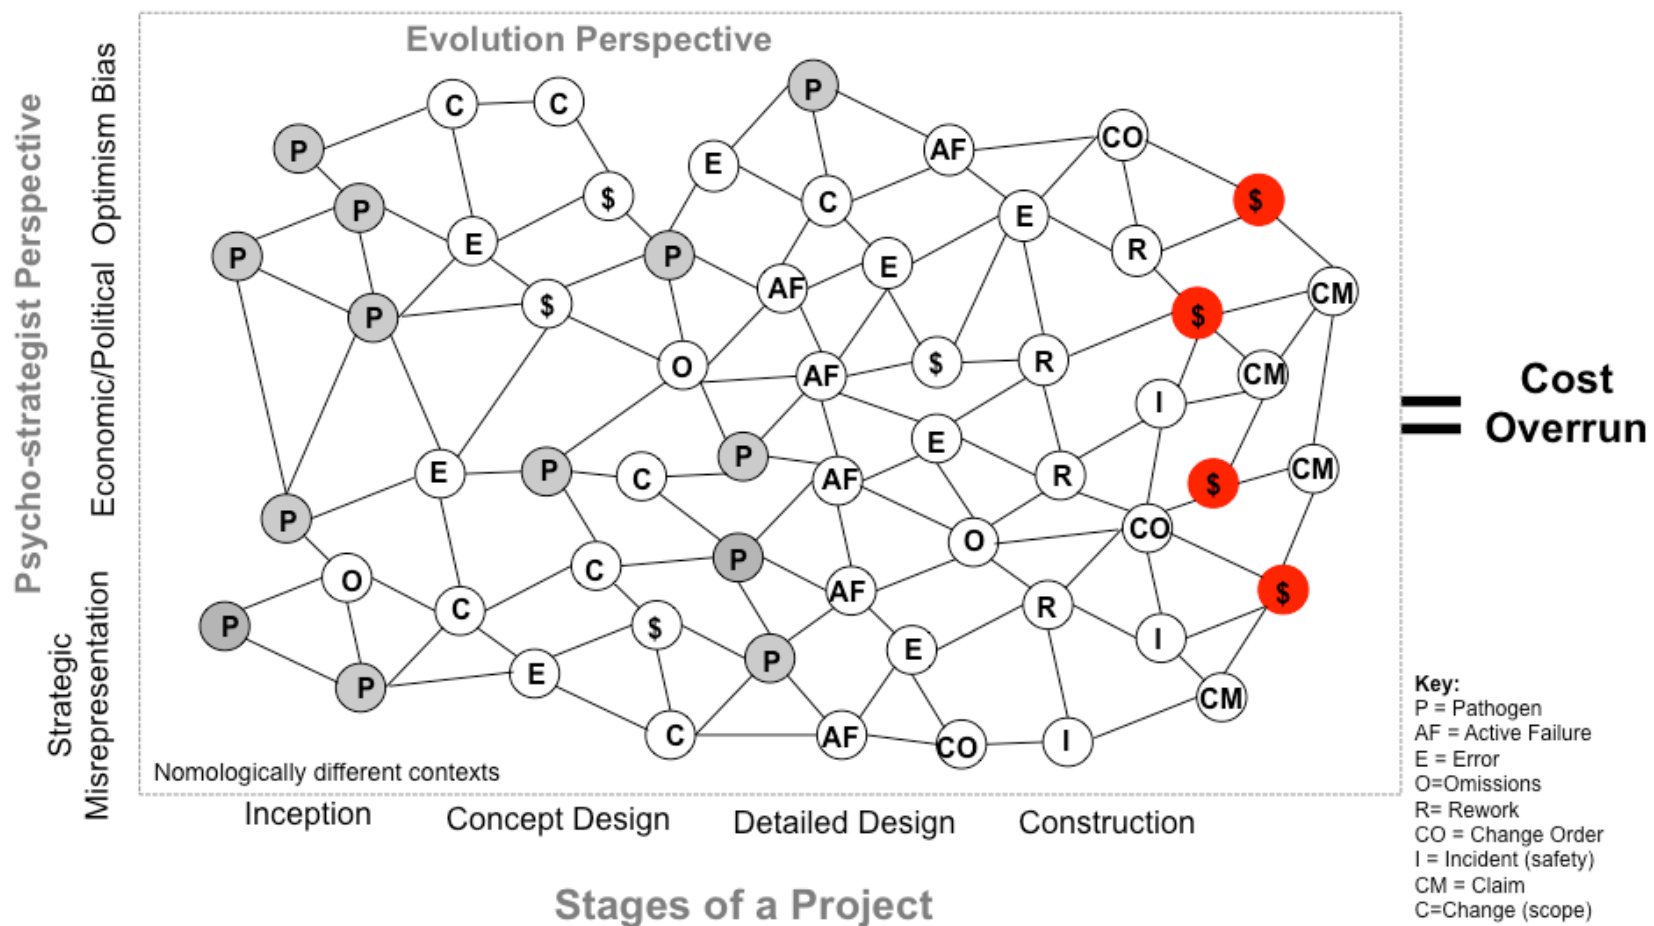 Evolution Perspective
Psycho-strategist Perspective
Optimism Bias
Economic/Political
Strategic
Misrepresentation
P
C
C
P
P
P
P
E
$
$
P
E
P
C
AF
E
AF
CO
E
R
$
$
CM
CM
O
AF
$
R
I
E
P
C
P
AF
E
R
$
CM
P
O
P
P
C
C
P
AF
O
CO
$
R
I
E
$
P
E
C
AF
CO
I
CM
Nomologically different contexts
Inception
Concept Design
Detailed Design
Construction
Stages of a Project
=
Cost
Overrun
Key:
P = Pathogen
AF = Active Failure
E = Error
O=Omissions
R= Rework
CO = Change Order
I = Incident (safety)
CM = Claim
C=Change (scope)